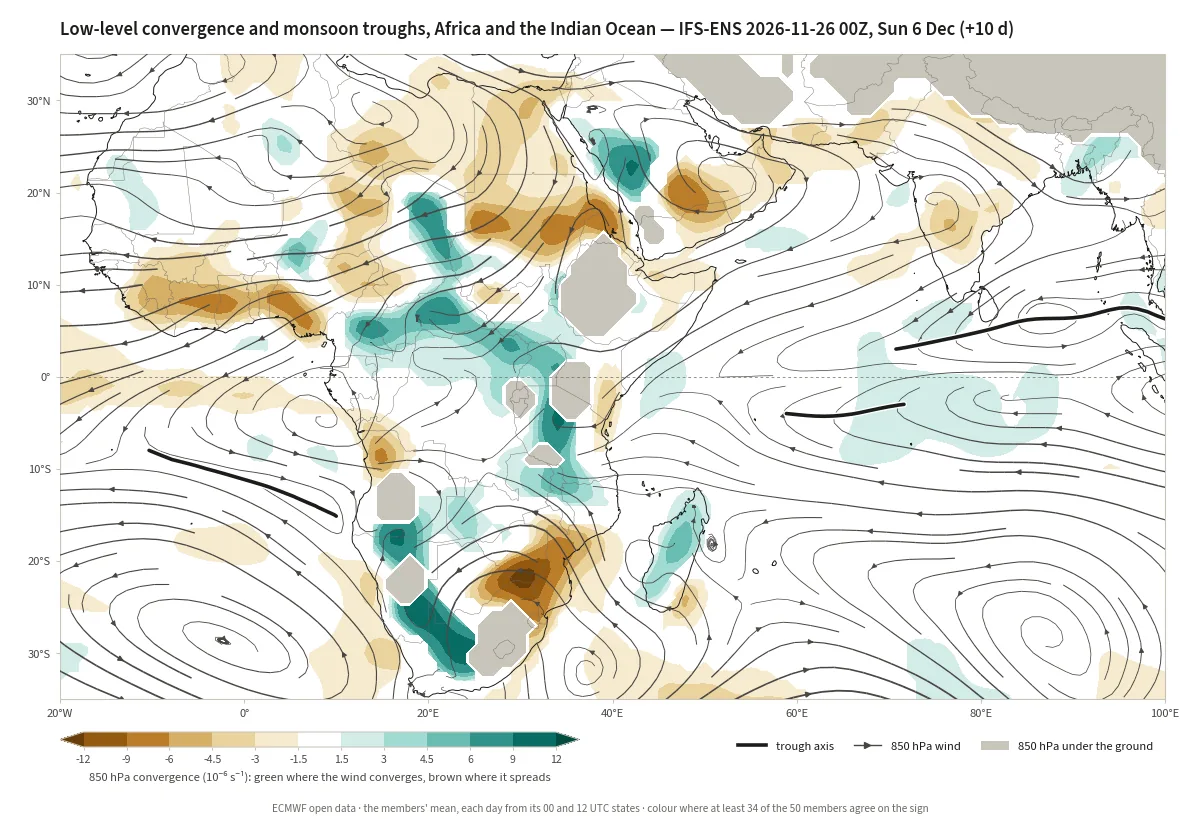 Low-level convergence and monsoon troughs, Africa and the Indian Ocean — IFS-ENS 2026-11-26 00Z, Sun 6 Dec (+10 d)
30°N
20°N
10°N
0°
10°S
20°S
30°S
20°W
0°
20°E
40°E
60°E
80°E
100°E
-12
-9
-6
-4.5
-3
-1.5
1.5
3
4.5
6
9
12
850 hPa convergence (10⁻⁶ s⁻¹): green where the wind converges, brown where it spreads
trough axis
850 hPa wind
850 hPa under the ground
ECMWF open data · the members' mean, each day from its 00 and 12 UTC states · colour where at least 34 of the 50 members agree on the sign